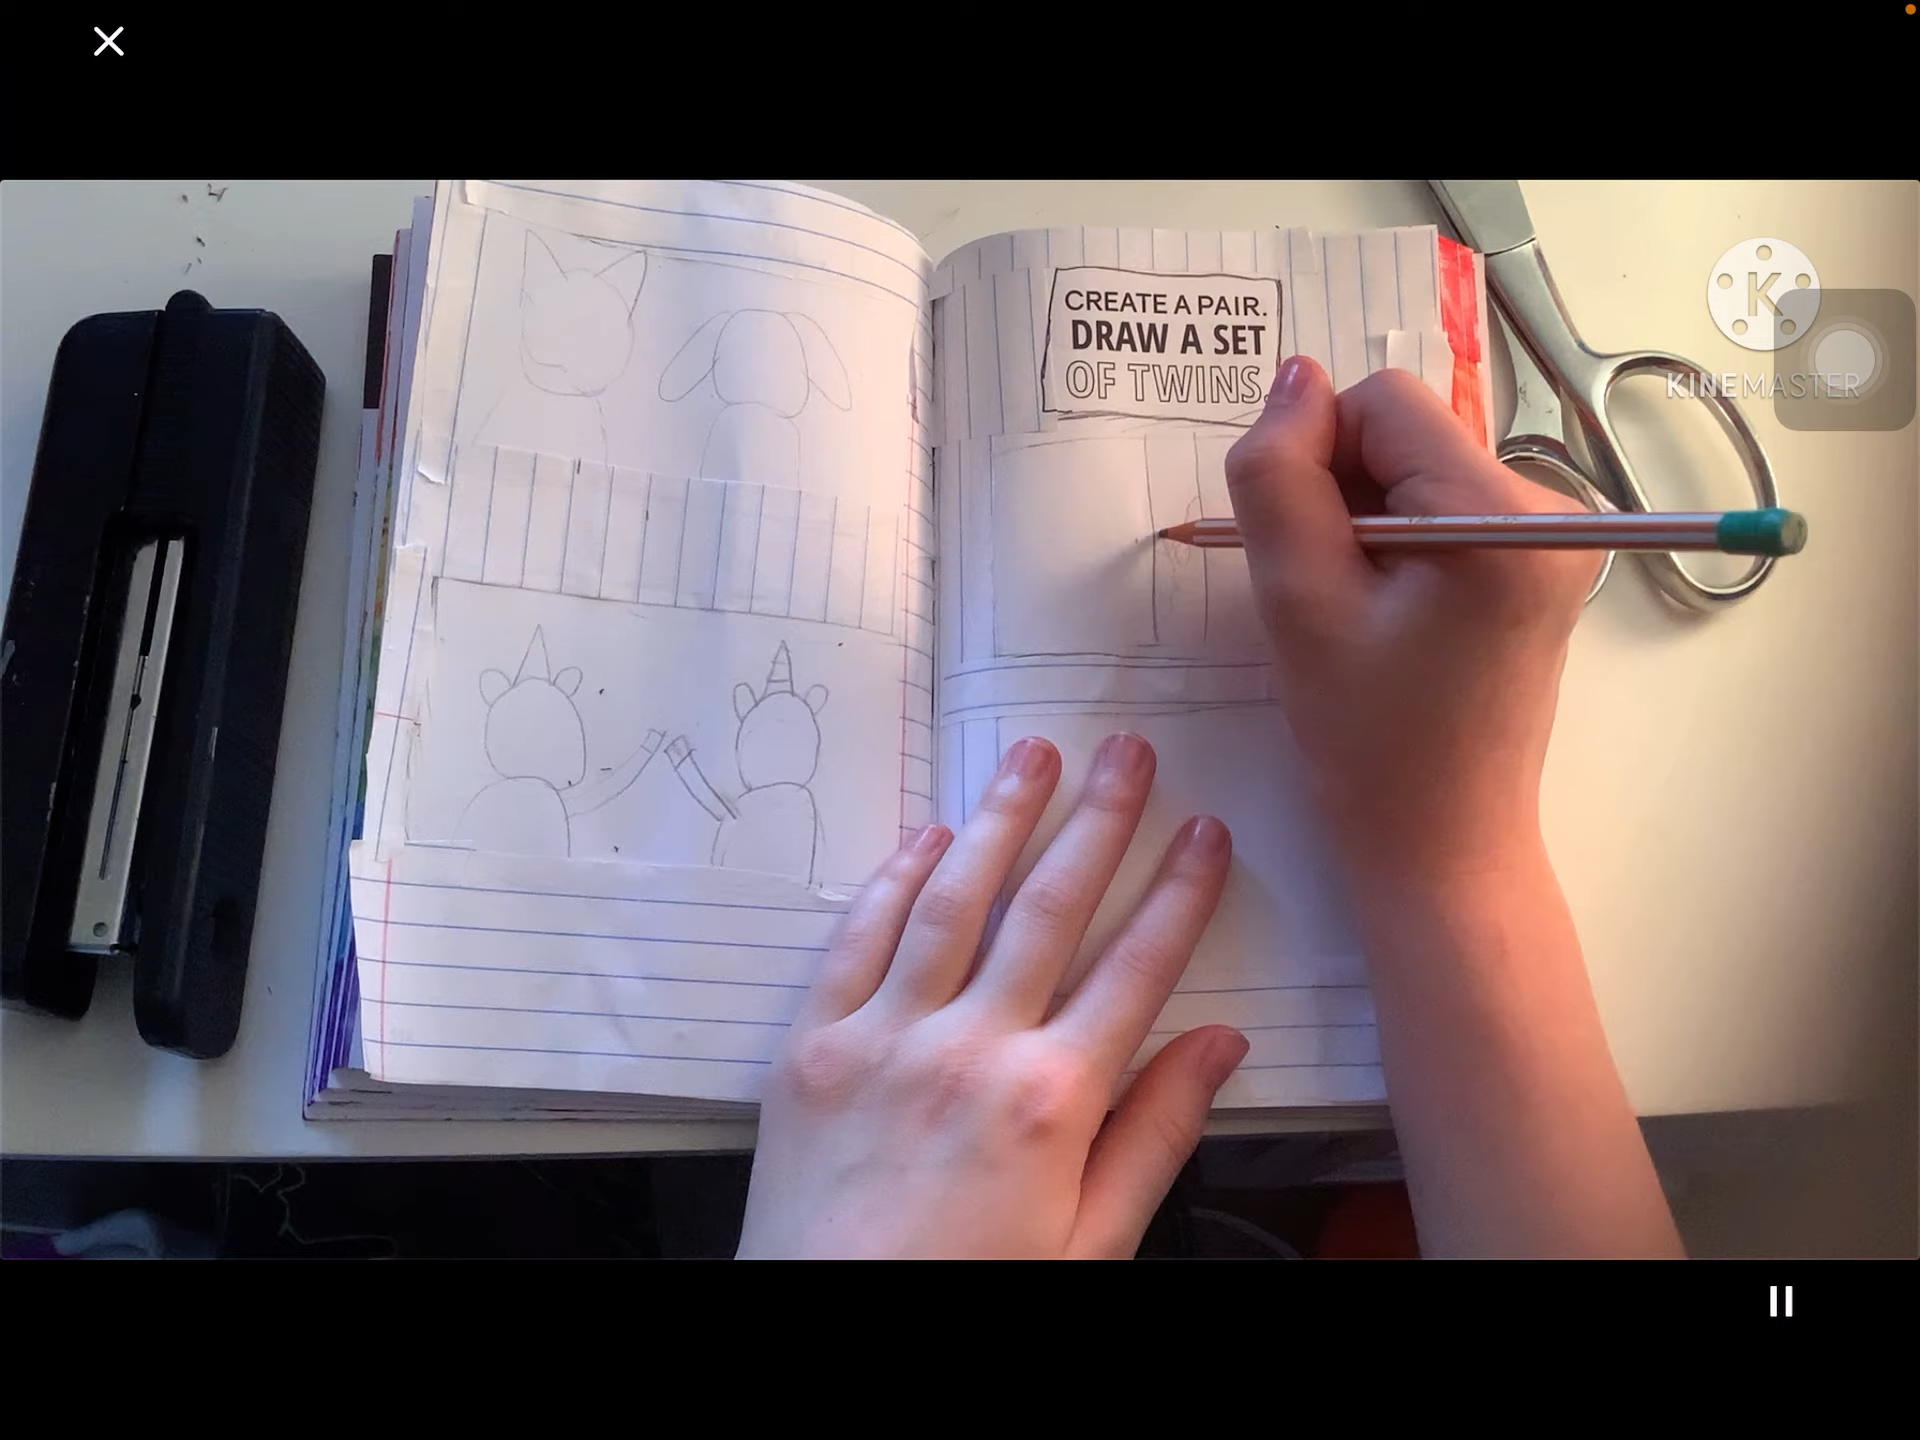 CREATE A PAIR.
DRAW A SET
OF TWINS.
K
KINEMASTER